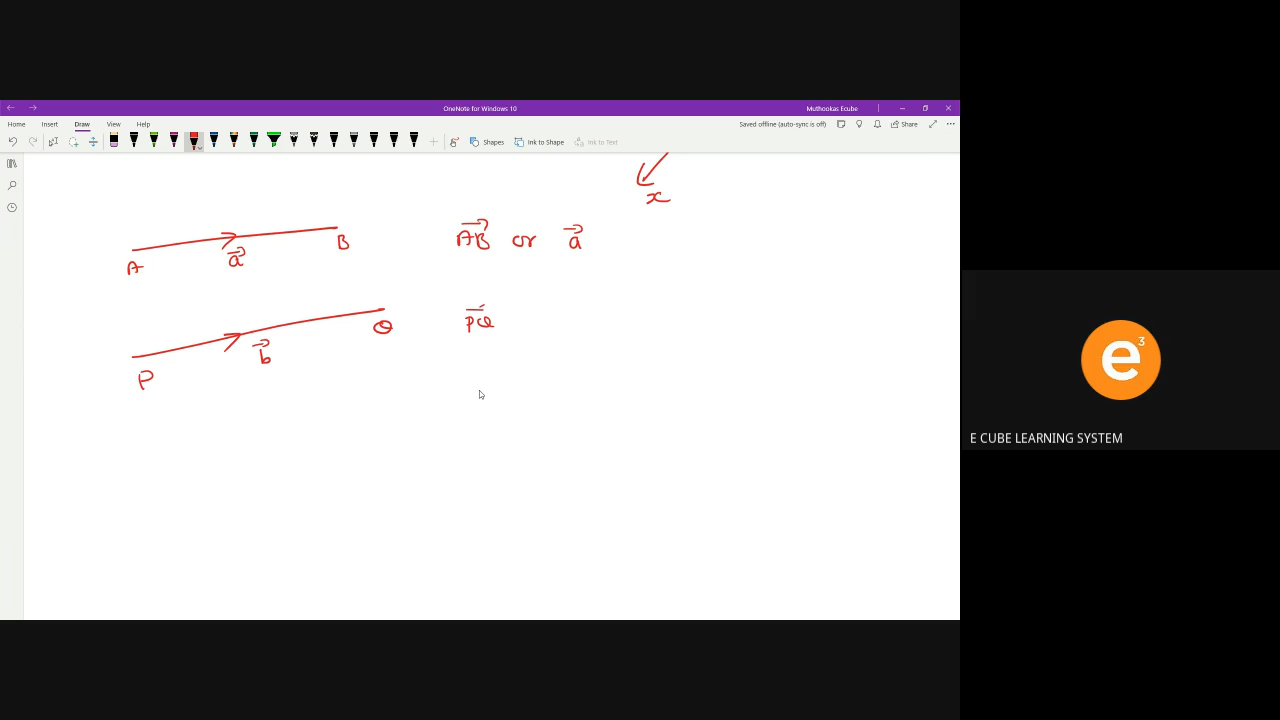 OneNote for Windows 10
Muthookas Ecube
Home Insert Draw View Help
Saved offline (auto-sync is off)
Share
Shapes
Ink to Shape
Ink to Text
x
A a⃗ B
AB⃗ or a⃗
P b⃗ Q
PQ⃗
e³
E CUBE LEARNING SYSTEM